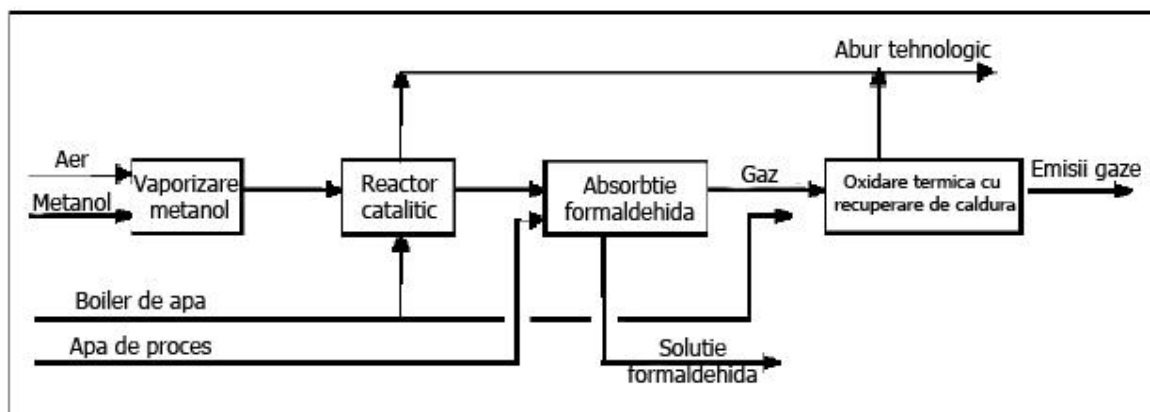 Abur tehnologic
Aer
Metanol
Vaporizare
metanol
Reactor
catalitic
Absorbtie
formaldehida
Gaz
Oxidare termica cu
recuperare de caldura
Emisii gaze
Boiler de apa
Apa de proces
Solutie
formaldehida